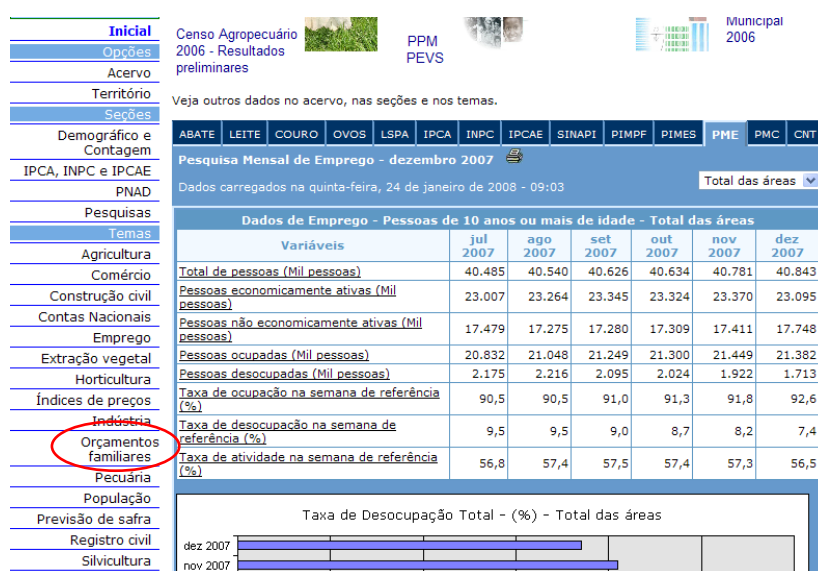 Inicial
Opções
Acervo
Território
Seções
Demográfico e
Contagem
IPCA, INPC e IPCAE
PNAD
Pesquisas
Temas
Agricultura
Comércio
Construção civil
Contas Nacionais
Emprego
Extração vegetal
Horticultura
Índices de preços
Indústria
Orçamentos
familiares
Pecuária
População
Previsão de safra
Registro civil
Silvicultura
Censo Agropecuário
2006 - Resultados
preliminares
PPM
PEVS
Municipal
2006
Veja outros dados no acervo, nas seções e nos temas.
ABATE LEITE COURO OVOS LSPA IPCA INPC IPCAE SINAPI PIMPF PIMES PME PMC CNT
Pesquisa Mensal de Emprego - dezembro 2007
Dados carregados na quinta-feira, 24 de janeiro de 2008 - 09:03
Total das áreas
Dados de Emprego - Pessoas de 10 anos ou mais de idade - Total das áreas
Variáveis jul 2007 ago 2007 set 2007 out 2007 nov 2007 dez 2007
Total de pessoas (Mil pessoas) 40.485 40.540 40.626 40.634 40.781 40.843
Pessoas economicamente ativas (Mil
pessoas) 23.007 23.264 23.345 23.324 23.370 23.095
Pessoas não economicamente ativas (Mil
pessoas) 17.479 17.275 17.280 17.309 17.411 17.748
Pessoas ocupadas (Mil pessoas) 20.832 21.048 21.249 21.300 21.449 21.382
Pessoas desocupadas (Mil pessoas) 2.175 2.216 2.095 2.024 1.922 1.713
Taxa de ocupação na semana de referência
(%) 90,5 90,5 91,0 91,3 91,8 92,6
Taxa de desocupação na semana de
referência (%) 9,5 9,5 9,0 8,7 8,2 7,4
Taxa de atividade na semana de referência
(%) 56,8 57,4 57,5 57,4 57,3 56,5
Taxa de Desocupação Total - (%) - Total das áreas
dez 2007
nov 2007